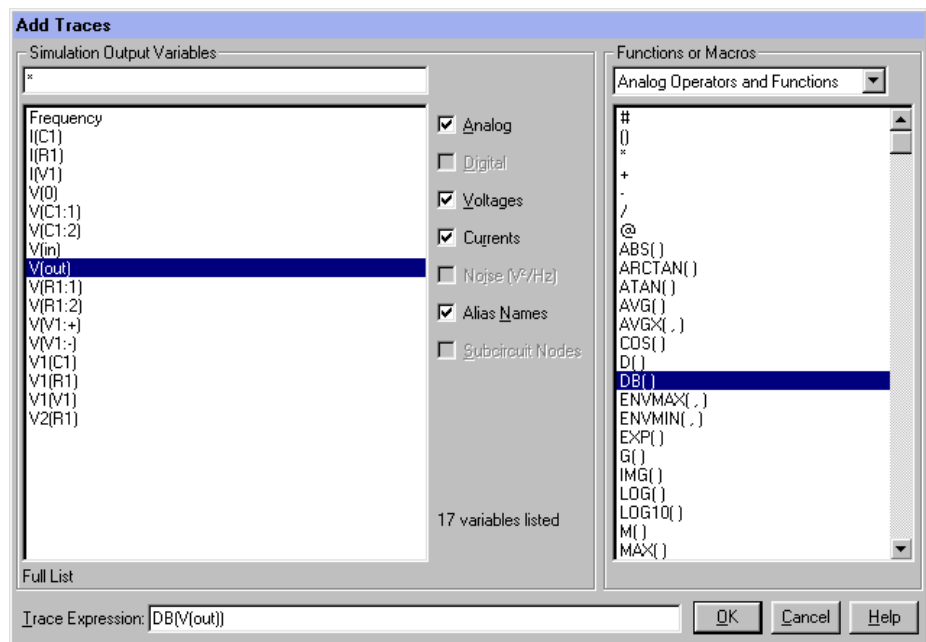 Add Traces
Simulation Output Variables
*
Frequency
I(C1)
I(R1)
I(V1)
V(0)
V(C1:1)
V(C1:2)
V(in)
V(out)
V(R1:1)
V(R1:2)
V(V1:+)
V(V1:-)
V1(C1)
V1(R1)
V1(V1)
V2(R1)
Full List
Analog
Digital
Voltages
Currents
Noise (V²/Hz)
Alias Names
Subcircuit Nodes
17 variables listed
Functions or Macros
Analog Operators and Functions
#
()
*
+
-
/
@
ABS( )
ARCTAN( )
ATAN( )
AVG( )
AVGX( , )
COS( )
D( )
DB( )
ENVMAX( , )
ENVMIN( , )
EXP( )
G( )
IMG( )
LOG( )
LOG10( )
M( )
MAX( )
Trace Expression: DB(V(out))
OK
Cancel
Help